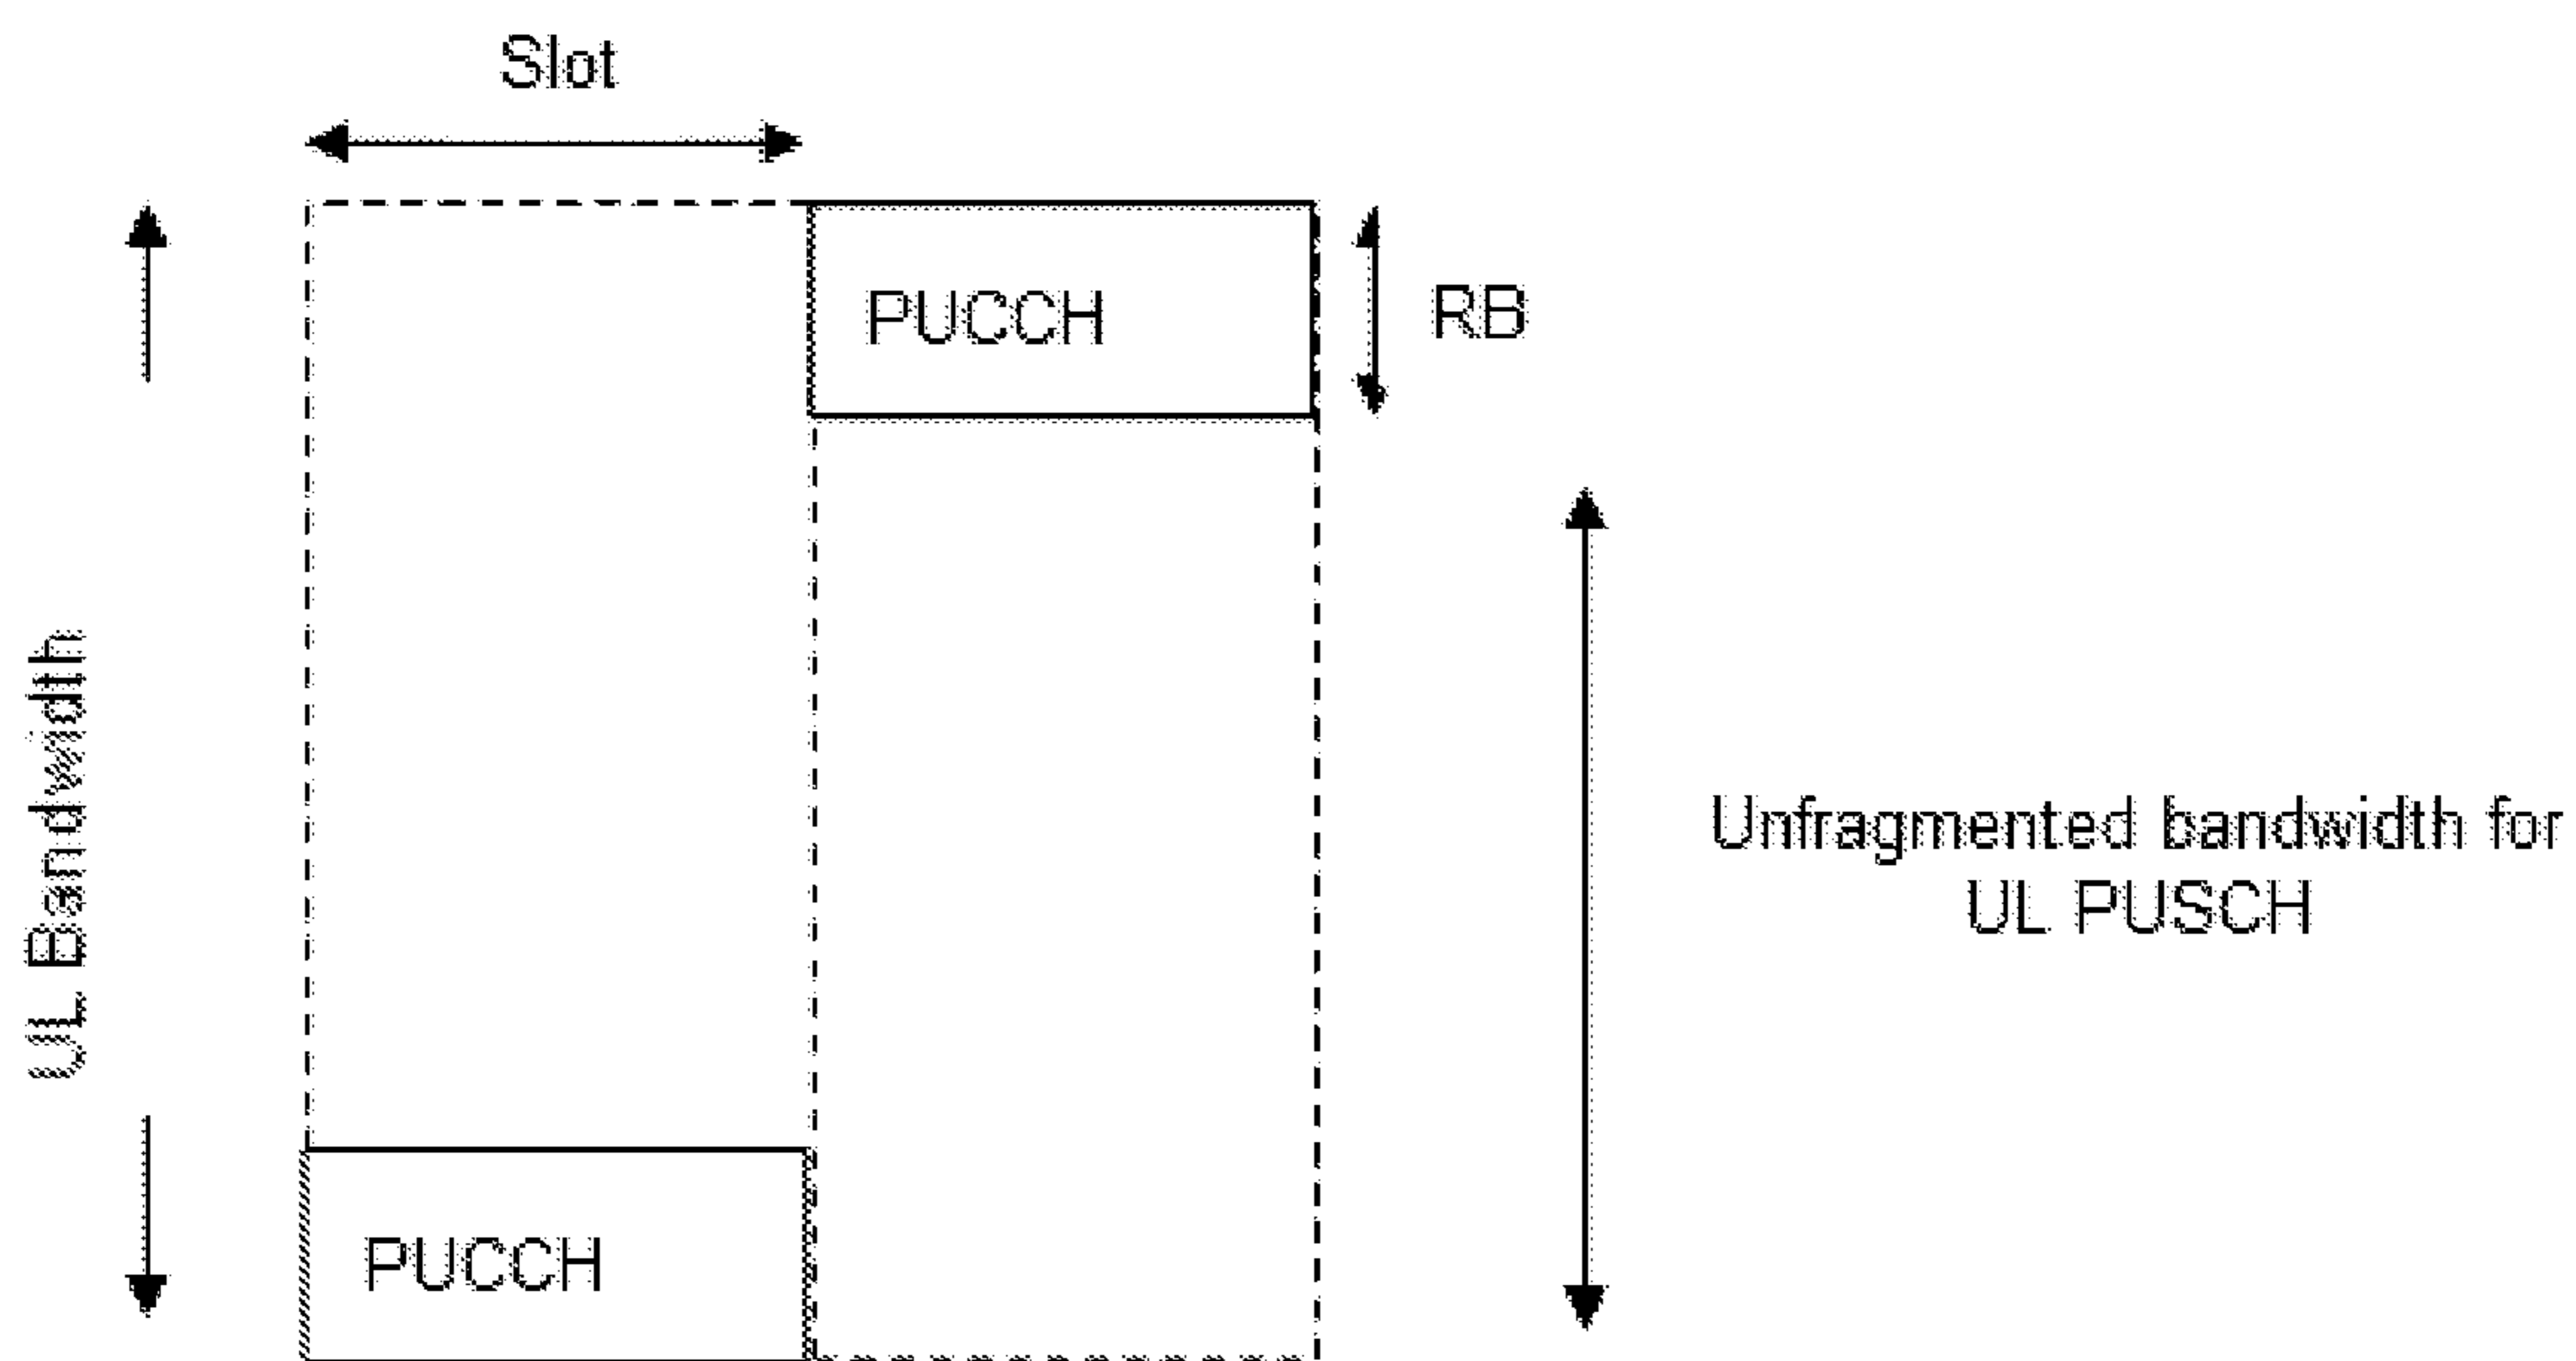 Slot
PUCCH
RB
UL Bandwidth
Unfragmented bandwidth for
UL PUSCH
PUCCH